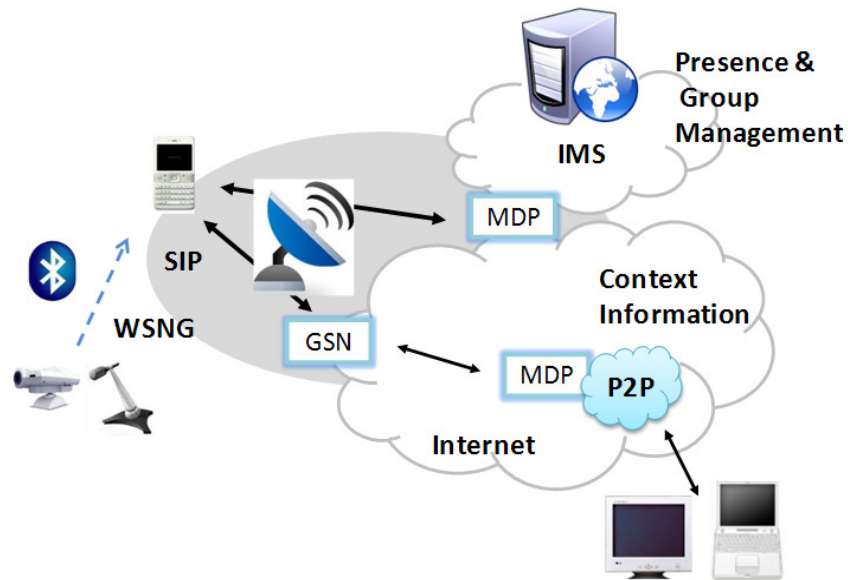 Presence &
Group
Management
IMS
MDP
SIP
WSNG
GSN
Context
Information
MDP
P2P
Internet